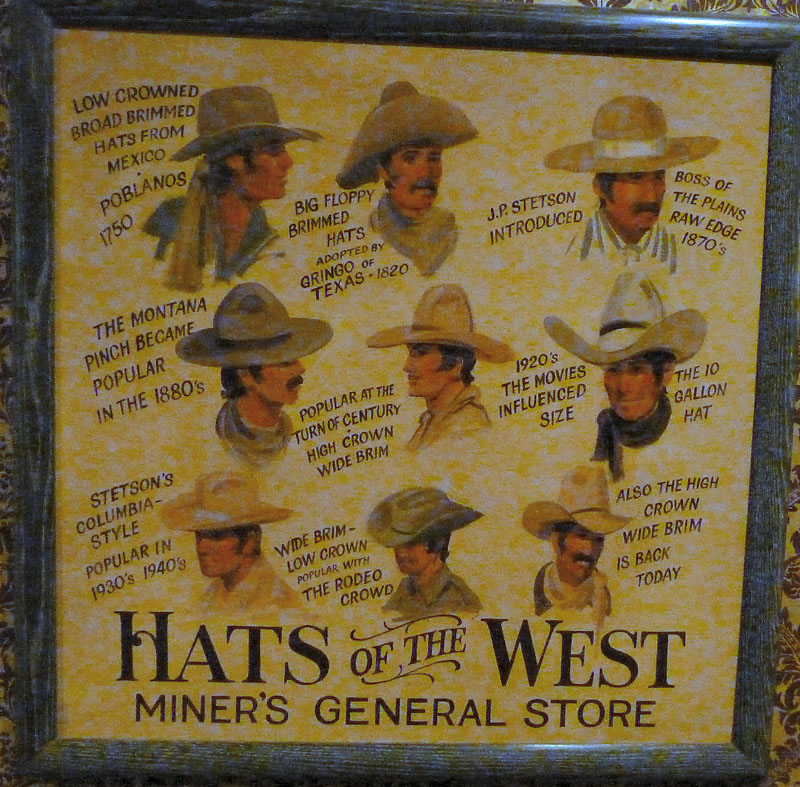 LOW CROWNED
BROAD BRIMMED
HATS FROM
MEXICO •
POBLANOS
1750
BIG FLOPPY
BRIMMED
HATS
ADOPTED BY
GRINGO OF
TEXAS • 1820
J.P. STETSON
INTRODUCED
BOSS OF
THE PLAINS
RAW EDGE
1870's
THE MONTANA
PINCH BECAME
POPULAR
IN THE 1880's
POPULAR AT THE
TURN OF CENTURY
HIGH CROWN
WIDE BRIM
1920's
THE MOVIES
INFLUENCED
SIZE
THE 10
GALLON
HAT
STETSON'S
COLUMBIA-
STYLE
POPULAR IN
1930's 1940's
WIDE BRIM-
LOW CROWN
POPULAR WITH
THE RODEO
CROWD
ALSO THE HIGH
CROWN
WIDE BRIM
IS BACK
TODAY
HATS OF THE WEST
MINER'S GENERAL STORE